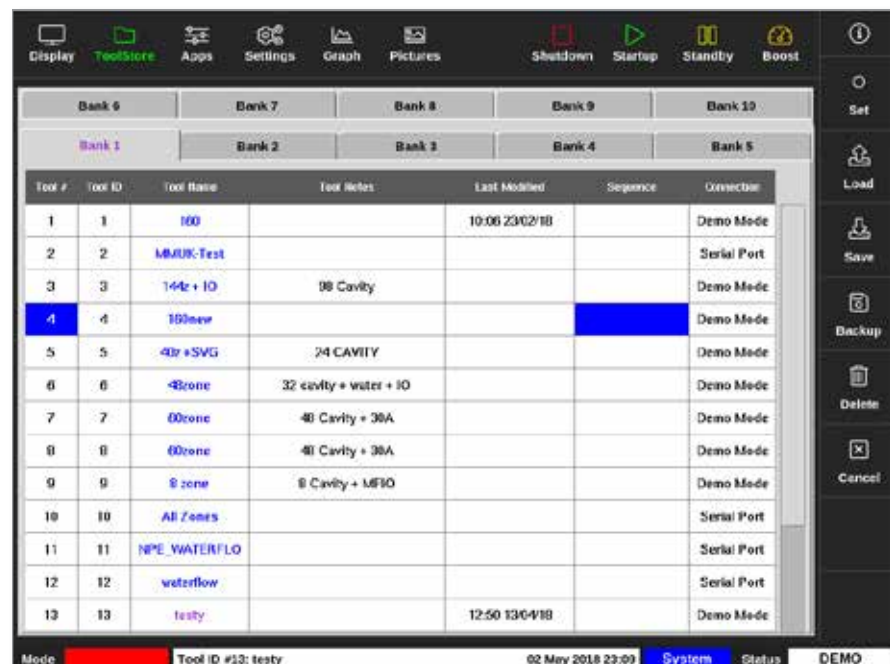 Display ToolStore Apps Settings Graph Pictures Shutdown Startup Standby Boost
Bank 6 Bank 7 Bank 8 Bank 9 Bank 10
Set
Bank 1 Bank 2 Bank 3 Bank 4 Bank 5
Tool # Tool ID Tool Name Tool Notes Last Modified Sequence Connection
Load
1 1 160 10:06 23/02/18 Demo Mode
2 2 MMUK-Test Serial Port
Save
3 3 144z + IO 98 Cavity Demo Mode
4 4 160new Demo Mode
Backup
5 5 40z +SVG 24 CAVITY Demo Mode
6 6 48zone 32 cavity + water + IO Demo Mode
Delete
7 7 60zone 48 Cavity + 30A Demo Mode
8 8 60zone 48 Cavity + 30A Demo Mode
9 9 8 zone 8 Cavity + MFIO Demo Mode
Cancel
10 10 All Zones Serial Port
11 11 NPE_WATERFLO Serial Port
12 12 waterflow Serial Port
13 13 testy 12:50 13/04/18 Demo Mode
Mode Tool ID #13: testy 02 May 2018 23:09 System Status DEMO